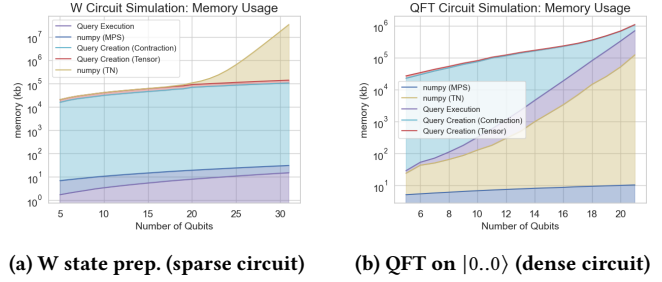 W Circuit Simulation: Memory Usage
memory (kb)
10^7
10^6
10^5
10^4
10^3
10^2
10^1
10^0
Query Execution
numpy (MPS)
Query Creation (Contraction)
Query Creation (Tensor)
numpy (TN)
5 10 15 20 25 30
Number of Qubits
(a) W state prep. (sparse circuit)
QFT Circuit Simulation: Memory Usage
memory (kb)
10^6
10^5
10^4
10^3
10^2
10^1
numpy (MPS)
numpy (TN)
Query Execution
Query Creation (Contraction)
Query Creation (Tensor)
6 8 10 12 14 16 18 20
Number of Qubits
(b) QFT on |0..0⟩ (dense circuit)